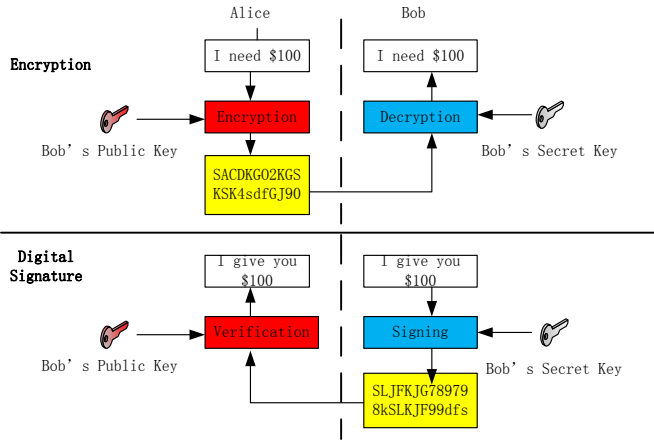 Alice
Bob
Encryption
I need $100
I need $100
Encryption
Decryption
Bob’s Public Key
Bob’s Secret Key
SACDKGO2KGS
KSK4sdfGJ90
Digital
Signature
I give you
$100
I give you
$100
Verification
Signing
Bob’s Public Key
Bob’s Secret Key
SLJFKJG78979
8kSLKJF99dfs